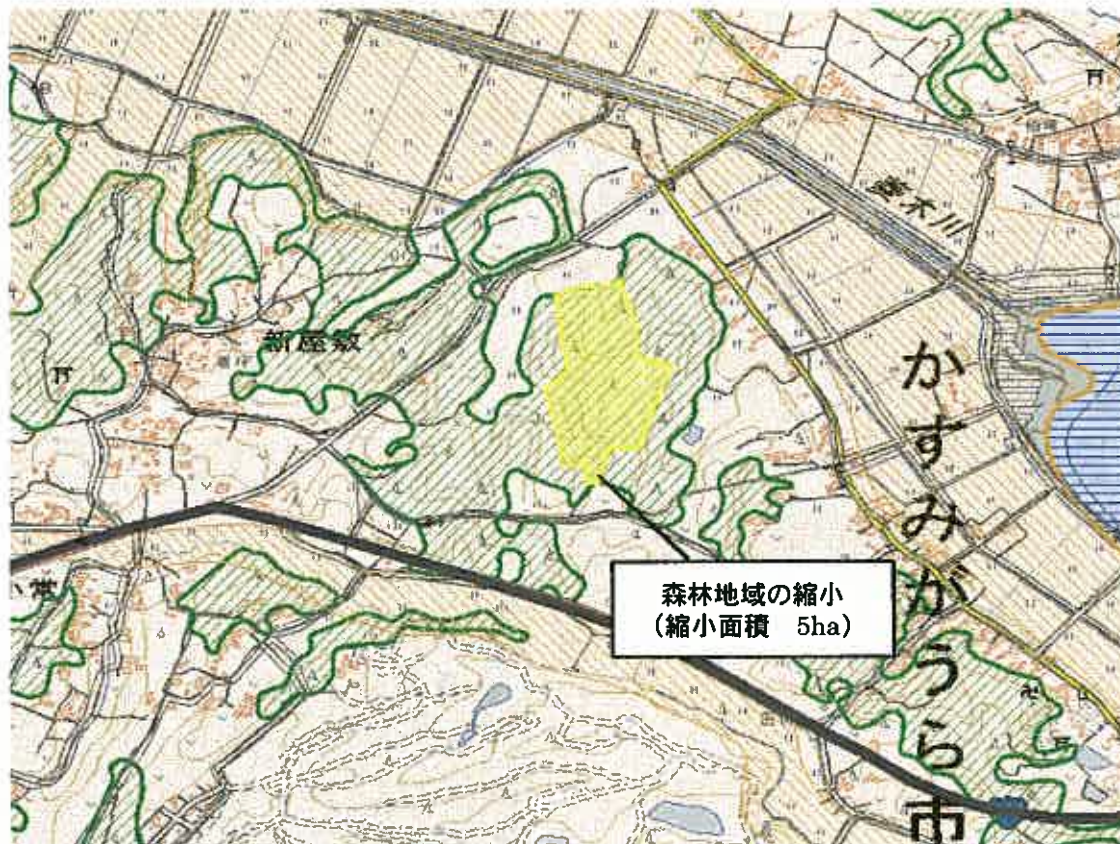 菱木川
新屋敷
かすみがうら市
森林地域の縮小
(縮小面積 5ha)